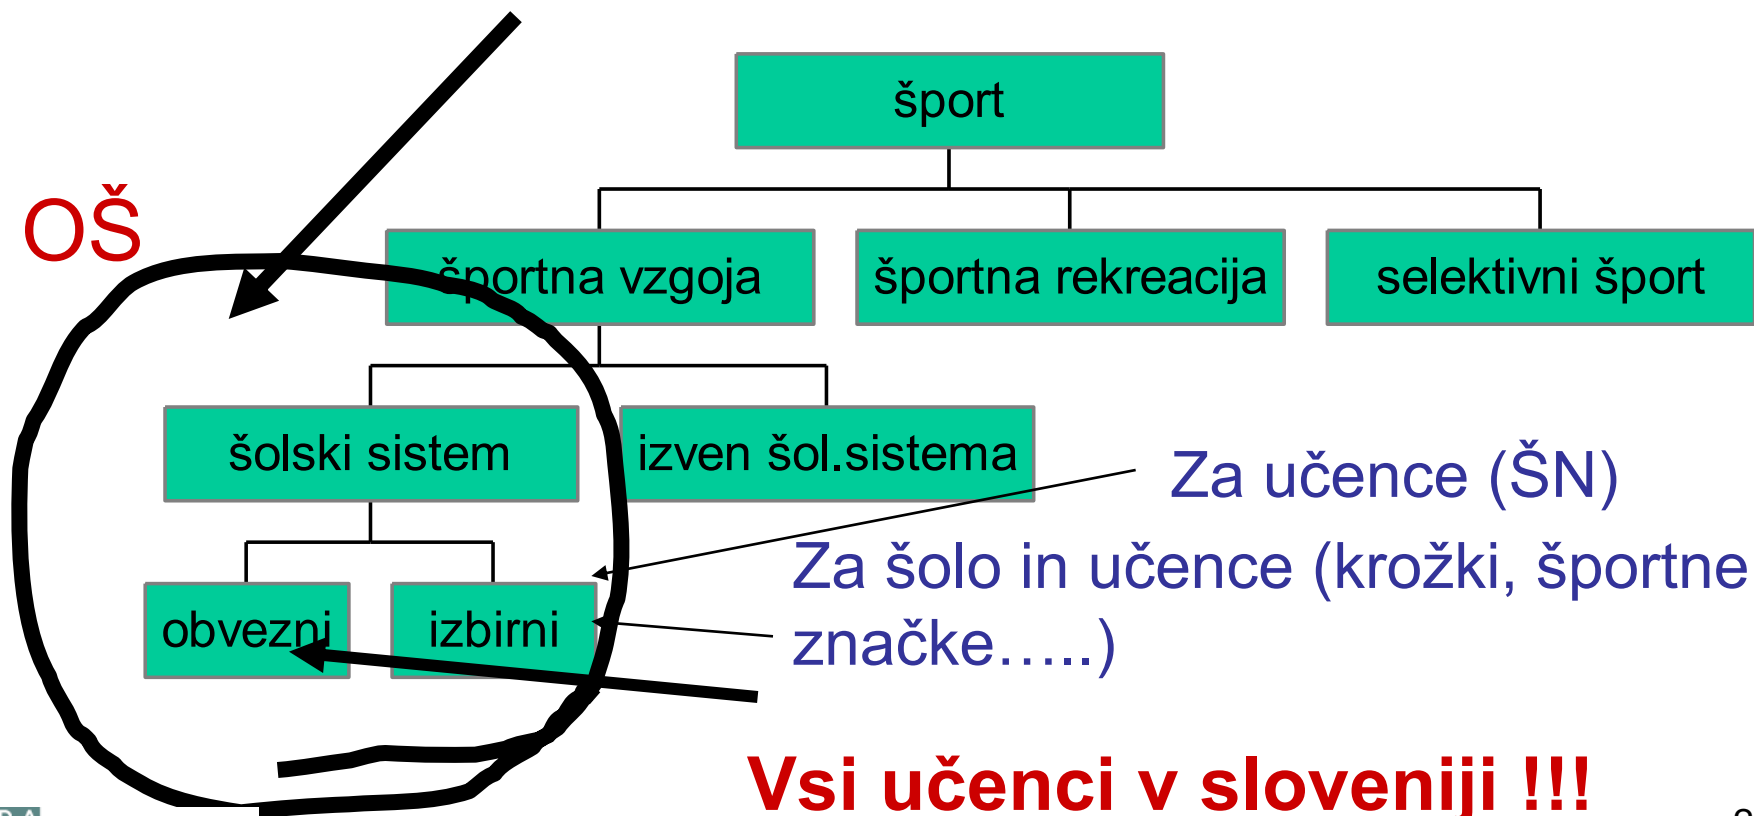 šport
OŠ
športna vzgoja
športna rekreacija
selektivni šport
šolski sistem
izven šol.sistema
Za učence (ŠN)
Za šolo in učence (krožki, športne
značke…..)
obvezni
izbirni
Vsi učenci v sloveniji !!!